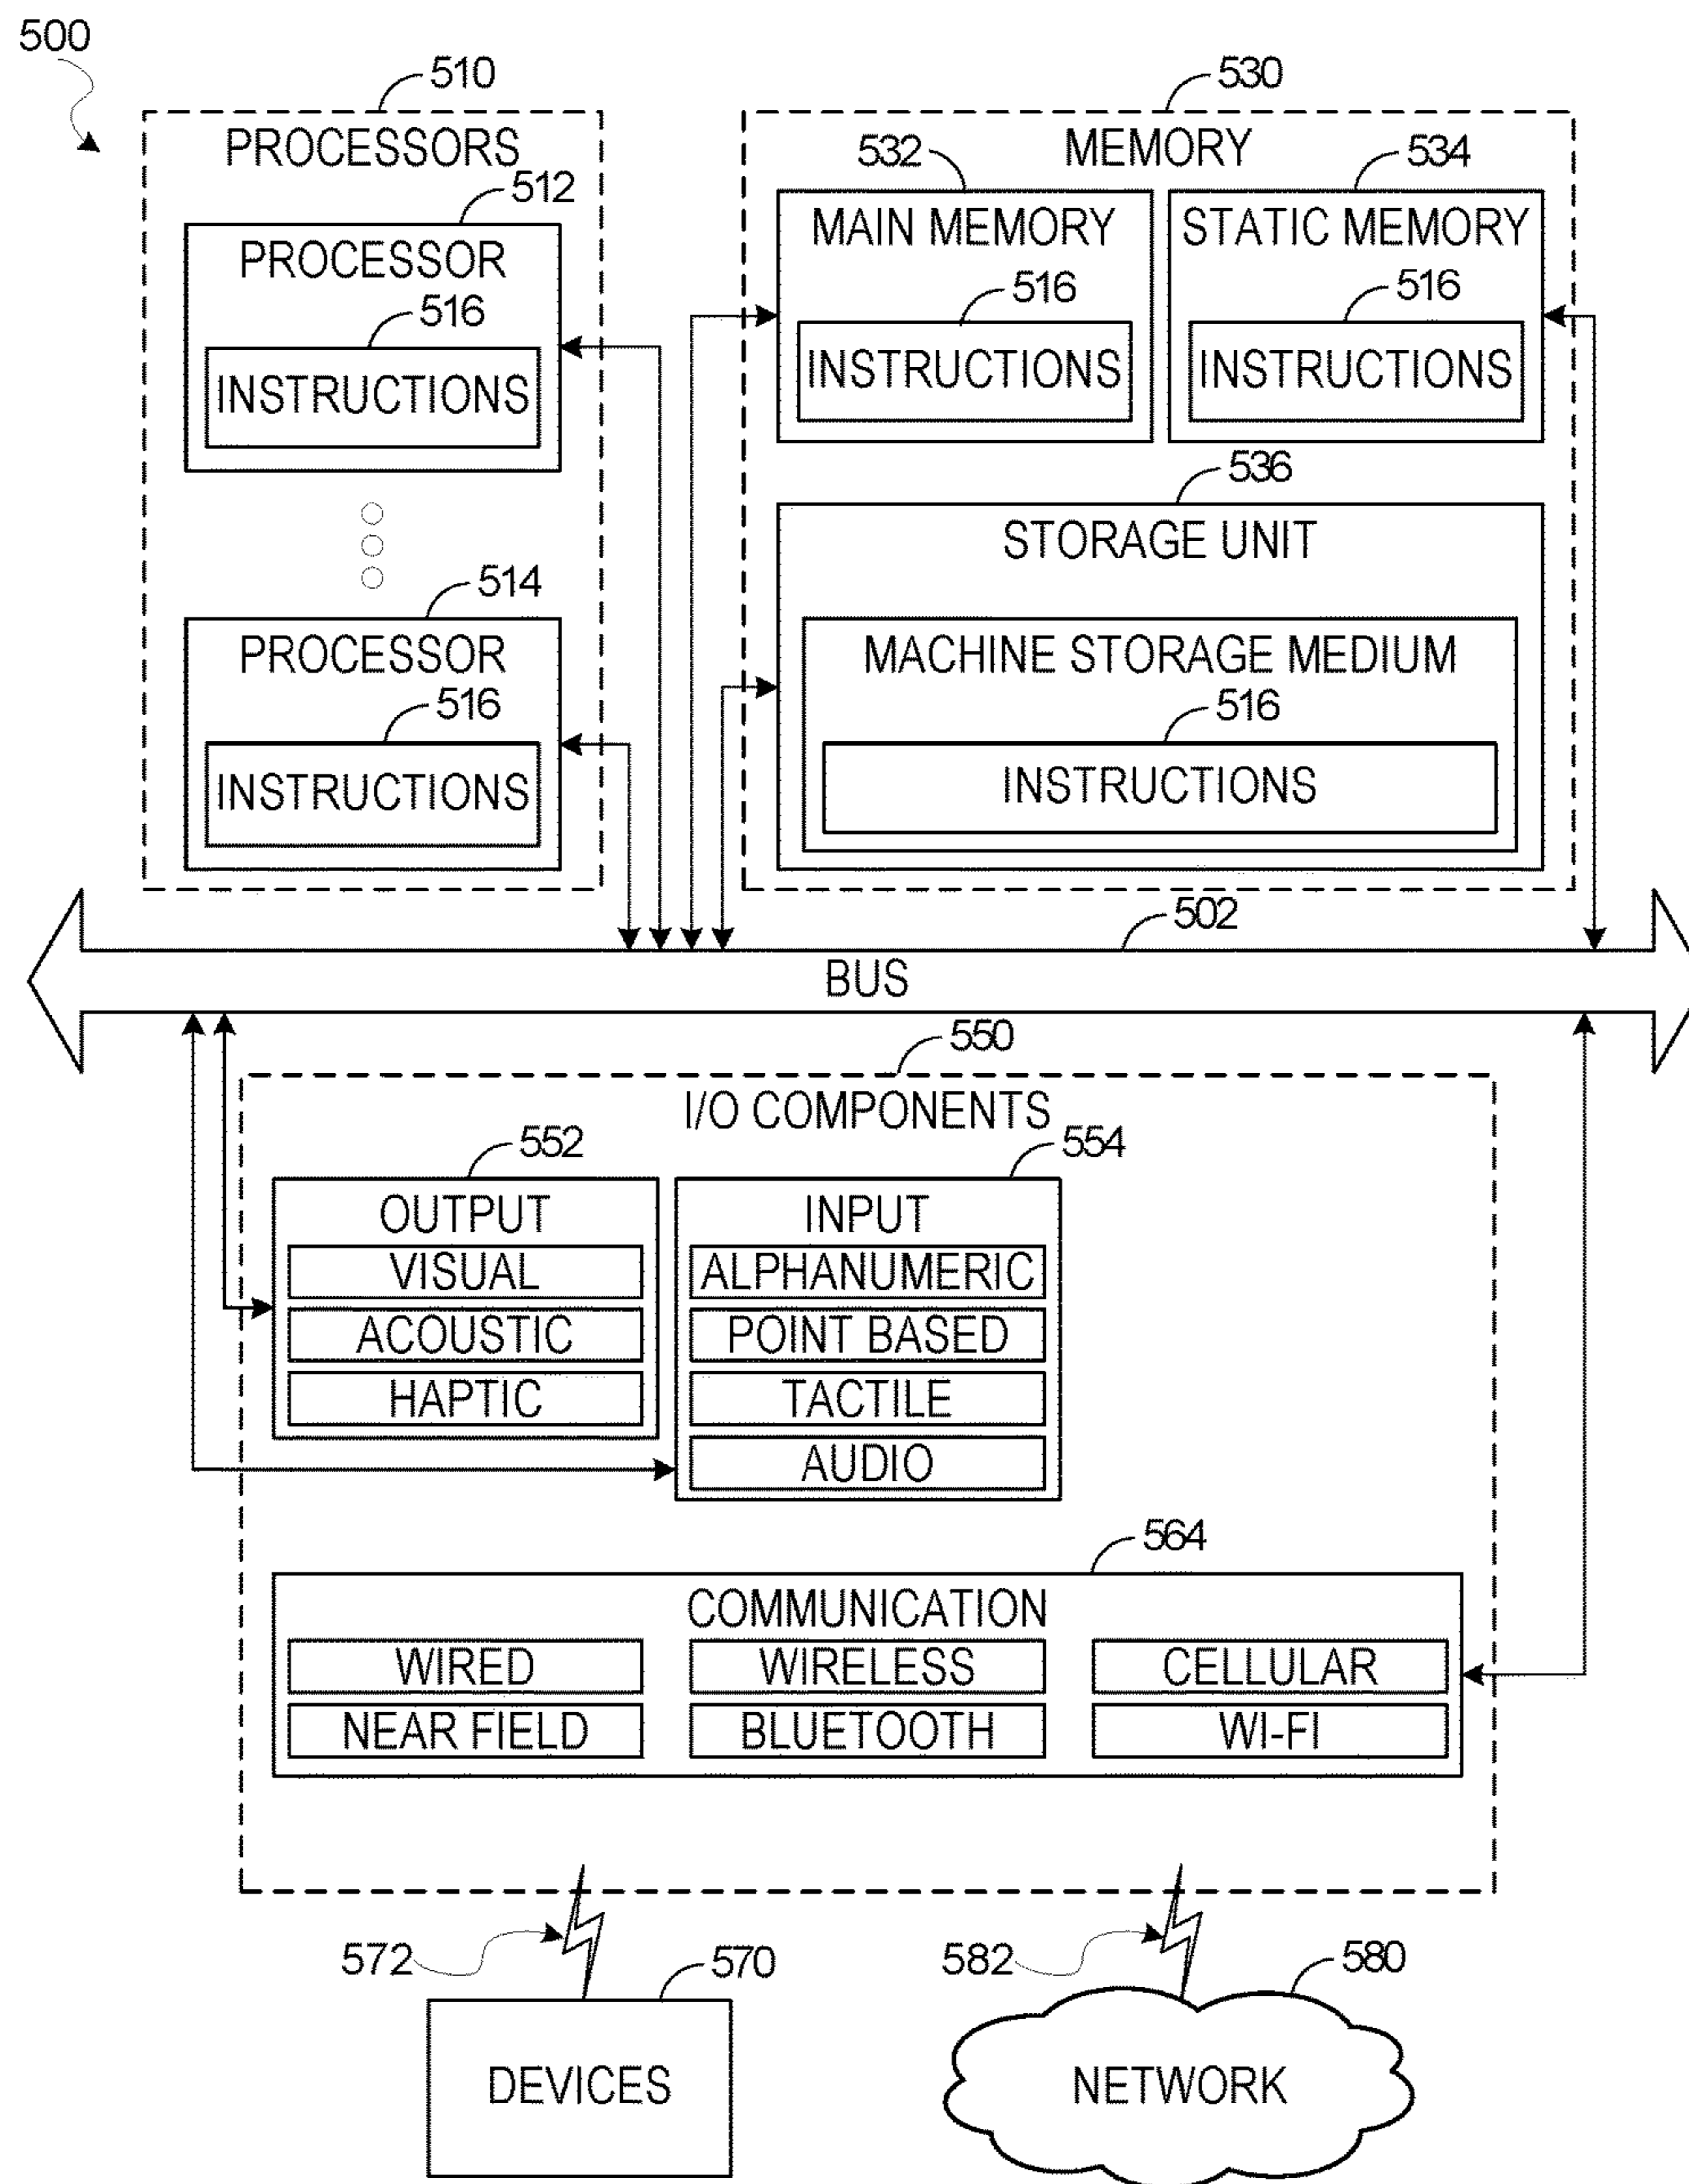 500
510
PROCESSORS
512
PROCESSOR
516
INSTRUCTIONS
514
PROCESSOR
516
INSTRUCTIONS
530
MEMORY
532
MAIN MEMORY
516
INSTRUCTIONS
534
STATIC MEMORY
516
INSTRUCTIONS
536
STORAGE UNIT
MACHINE STORAGE MEDIUM
516
INSTRUCTIONS
502
BUS
550
I/O COMPONENTS
552
OUTPUT
VISUAL
ACOUSTIC
HAPTIC
554
INPUT
ALPHANUMERIC
POINT BASED
TACTILE
AUDIO
564
COMMUNICATION
WIRED
WIRELESS
CELLULAR
NEAR FIELD
BLUETOOTH
WI-FI
572
570
DEVICES
582
580
NETWORK